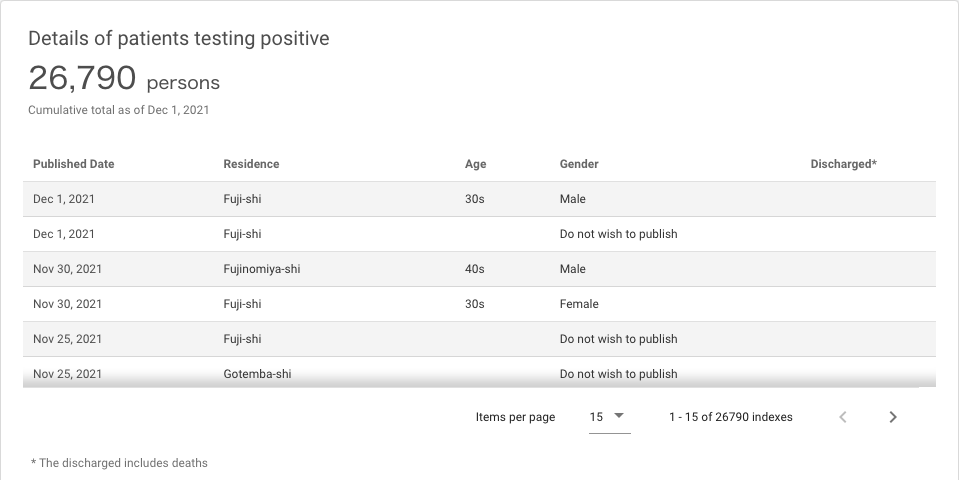 Details of patients testing positive
26,790 persons
Cumulative total as of Dec 1, 2021
Published Date Residence Age Gender Discharged*
Dec 1, 2021 Fuji-shi 30s Male
Dec 1, 2021 Fuji-shi Do not wish to publish
Nov 30, 2021 Fujinomiya-shi 40s Male
Nov 30, 2021 Fuji-shi 30s Female
Nov 25, 2021 Fuji-shi Do not wish to publish
Nov 25, 2021 Gotemba-shi Do not wish to publish
Items per page 15 1 - 15 of 26790 indexes
* The discharged includes deaths